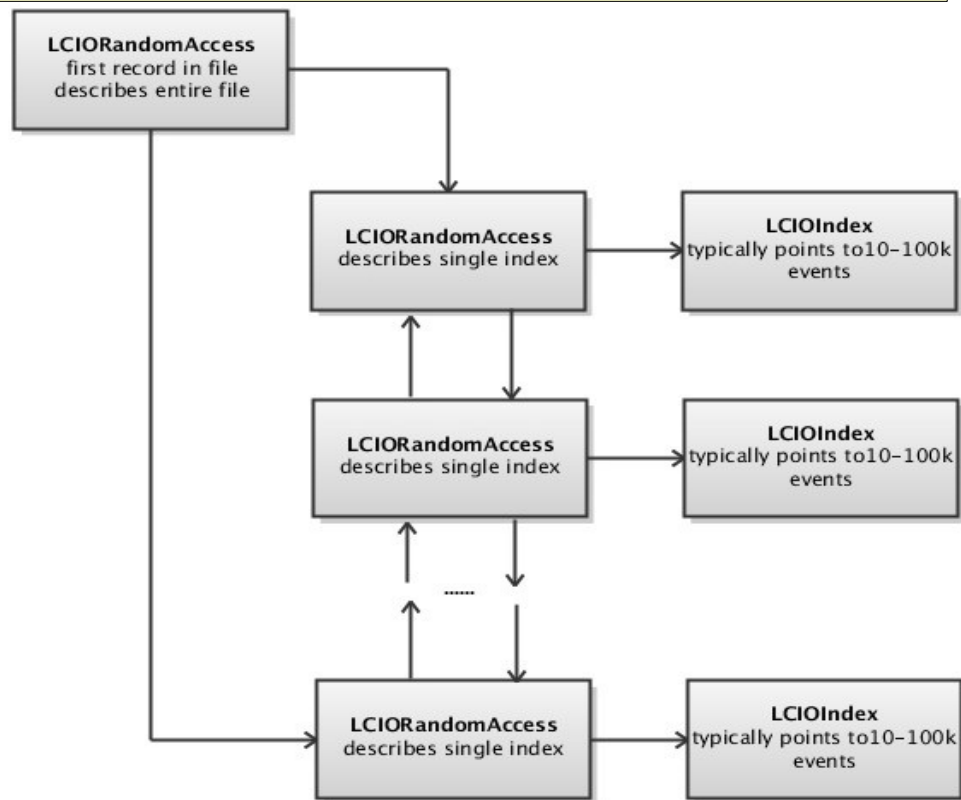 LCIORandomAccess
first record in file
describes entire file
LCIORandomAccess
describes single index
LCIOIndex
typically points to10-100k
events
LCIORandomAccess
describes single index
LCIOIndex
typically points to10-100k
events
......
LCIORandomAccess
describes single index
LCIOIndex
typically points to10-100k
events